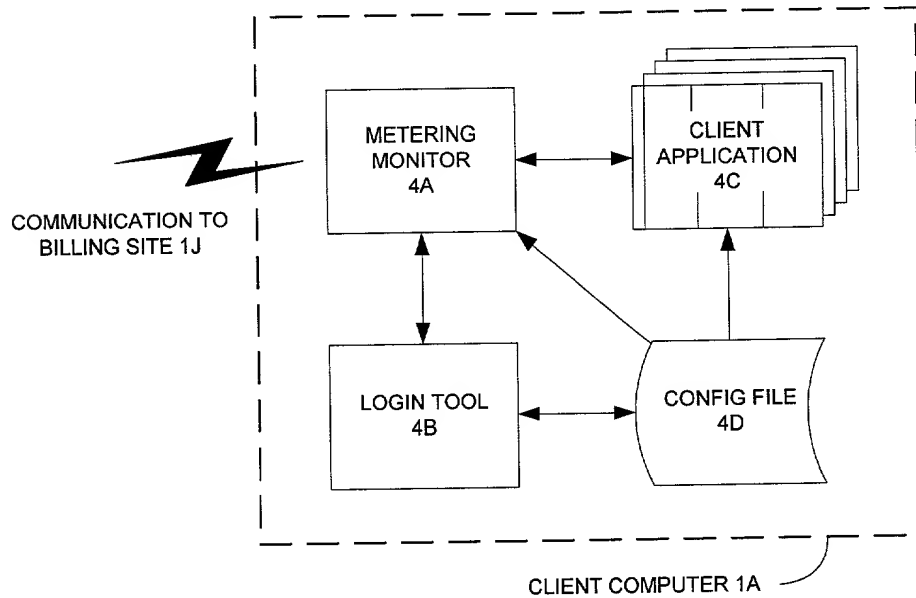 METERING
MONITOR
4A
CLIENT
APPLICATION
4C
COMMUNICATION TO
BILLING SITE 1J
LOGIN TOOL
4B
CONFIG FILE
4D
CLIENT COMPUTER 1A